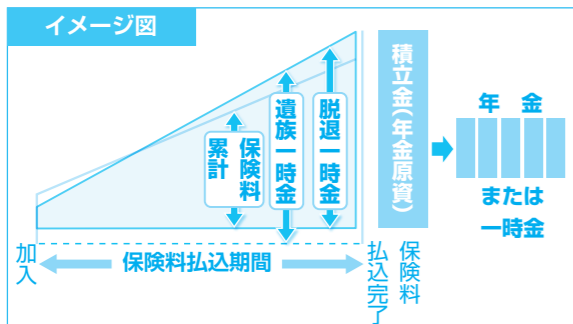 イメージ図
保険料
累計
遺族一時金
脱退一時金
積立金(年金原資)
年 金
または
一時金
加入
保険料払込期間
保険料
払込完了